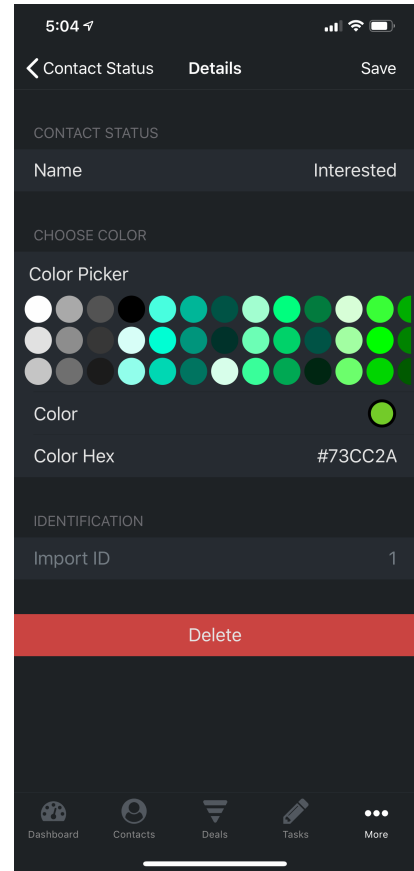 5:04
Contact Status Details Save
CONTACT STATUS
Name Interested
CHOOSE COLOR
Color Picker
Color
Color Hex #73CC2A
IDENTIFICATION
Import ID 1
Delete
Dashboard Contacts Deals Tasks More